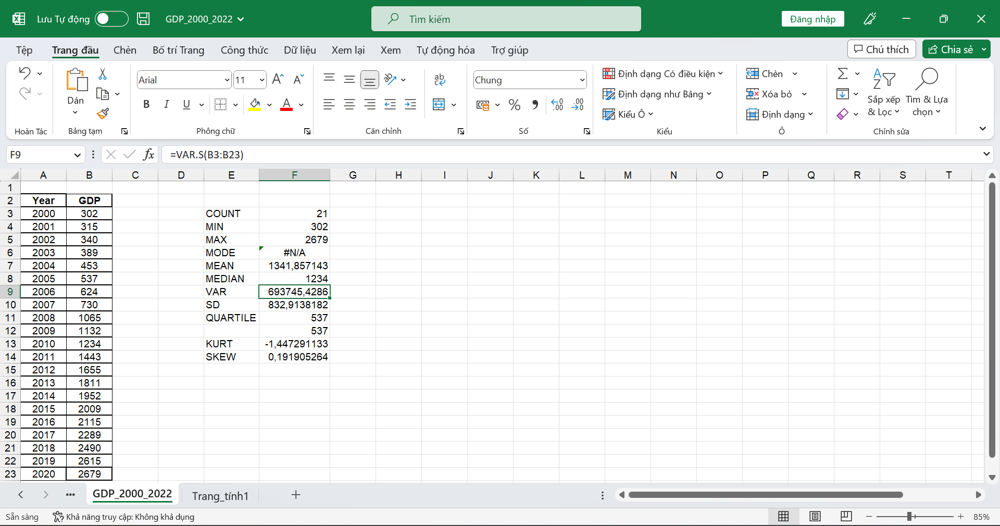 Lưu Tự động
GDP_2000_2022
Tìm kiếm
Đăng nhập
Tệp Trang đầu Chèn Bố trí Trang Công thức Dữ liệu Xem lại Xem Tự động hóa Trợ giúp
Chú thích
Chia sẻ
Hoàn Tác
Dán
Bảng tạm
Arial
11
B I U
Phông chữ
ab
Căn chỉnh
Chung
Số
Định dạng Có điều kiện
Định dạng như Bảng
Kiểu Ô
Kiểu
Chèn
Xóa bỏ
Định dạng
Ô
Sắp xếp
& Lọc
Tìm & Lựa
chọn
Chỉnh sửa
F9
fx
=VAR.S(B3:B23)
A B C D E F G H I J K L M N O P Q R S T
1
2 Year GDP
3 2000 302 COUNT 21
4 2001 315 MIN 302
5 2002 340 MAX 2679
6 2003 389 MODE #N/A
7 2004 453 MEAN 1341,857143
8 2005 537 MEDIAN 1234
9 2006 624 VAR 693745,4286
10 2007 730 SD 832,9138182
11 2008 1065 QUARTILE 537
12 2009 1132 537
13 2010 1234 KURT -1,447291133
14 2011 1443 SKEW 0,191905264
15 2012 1655
16 2013 1811
17 2014 1952
18 2015 2009
19 2016 2115
20 2017 2289
21 2018 2490
22 2019 2615
23 2020 2679
GDP_2000_2022
Trang_tính1
Sẵn sàng
Khả năng truy cập: Không khả dụng
85%